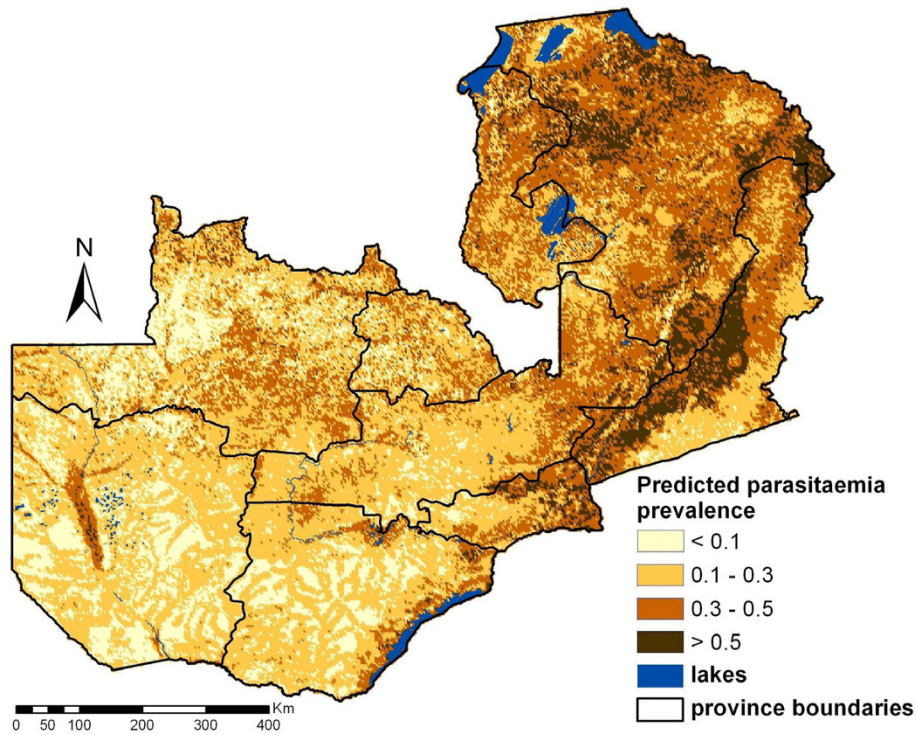 N
Predicted parasitaemia
prevalence
< 0.1
0.1 - 0.3
0.3 - 0.5
> 0.5
lakes
province boundaries
Km
0 50 100 200 300 400